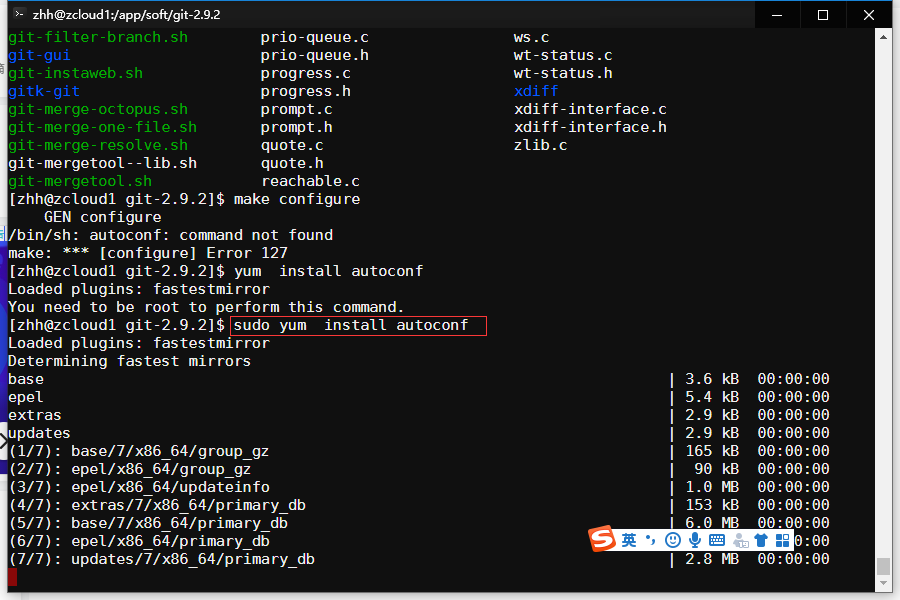 zhh@zcloud1:/app/soft/git-2.9.2
git-filter-branch.sh prio-queue.c ws.c
git-gui prio-queue.h wt-status.c
git-instaweb.sh progress.c wt-status.h
gitk-git progress.h xdiff
git-merge-octopus.sh prompt.c xdiff-interface.c
git-merge-one-file.sh prompt.h xdiff-interface.h
git-merge-resolve.sh quote.c zlib.c
git-mergetool--lib.sh quote.h
git-mergetool.sh reachable.c
[zhh@zcloud1 git-2.9.2]$ make configure
GEN configure
/bin/sh: autoconf: command not found
make: *** [configure] Error 127
[zhh@zcloud1 git-2.9.2]$ yum  install autoconf
Loaded plugins: fastestmirror
You need to be root to perform this command.
[zhh@zcloud1 git-2.9.2]$ sudo yum  install autoconf
Loaded plugins: fastestmirror
Determining fastest mirrors
base | 3.6 kB 00:00:00
epel | 5.4 kB 00:00:00
extras | 2.9 kB 00:00:00
updates | 2.9 kB 00:00:00
(1/7): base/7/x86_64/group_gz | 165 kB 00:00:00
(2/7): epel/x86_64/group_gz | 90 kB 00:00:00
(3/7): epel/x86_64/updateinfo | 1.0 MB 00:00:00
(4/7): extras/7/x86_64/primary_db | 153 kB 00:00:00
(5/7): base/7/x86_64/primary_db | 6.0 MB 00:00:00
(6/7): epel/x86_64/primary_db 0:00
英
(7/7): updates/7/x86_64/primary_db | 2.8 MB 00:00:00